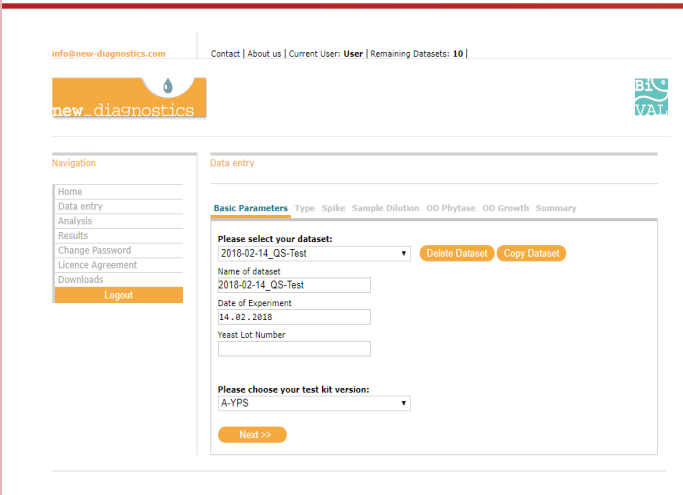 info@new-diagnostics.com
Contact | About us | Current User: User | Remaining Datasets: 10 |
new_diagnostics
BiO
VAL
Navigation
Home
Data entry
Analysis
Results
Change Password
Licence Agreement
Downloads
Logout
Data entry
Basic Parameters Type Spike Sample Dilution OD Phytase OD Growth Summary
Please select your dataset:
2018-02-14_QS-Test Delete Dataset Copy Dataset
Name of dataset
2018-02-14_QS-Test
Date of Experiment
14.02.2018
Yeast Lot Number
Please choose your test kit version:
A-YPS
Next >>